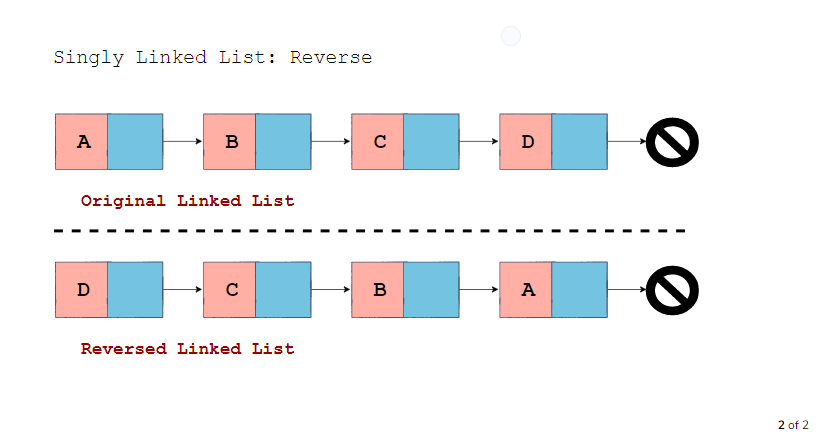 Singly Linked List: Reverse
A B C D
Original Linked List
D C B A
Reversed Linked List
2 of 2